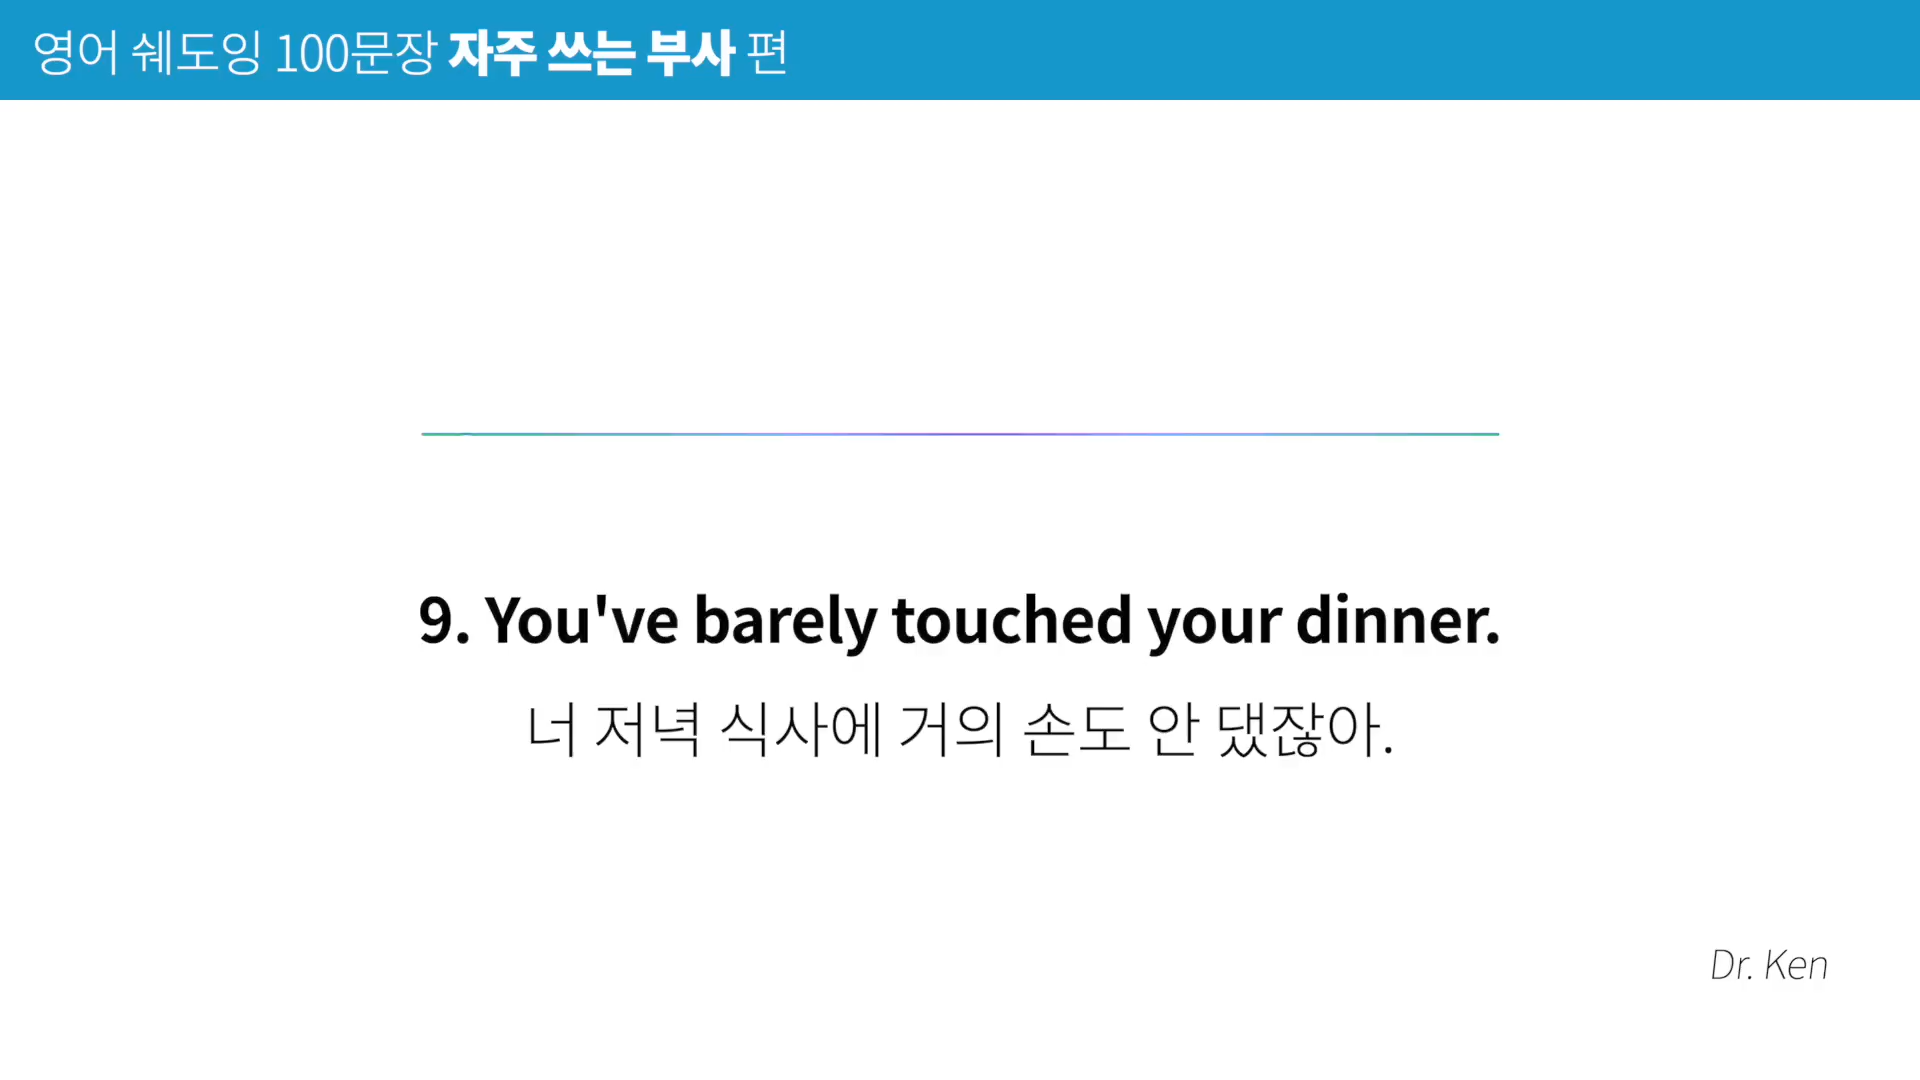 영어 쉐도잉 100문장 자주 쓰는 부사 편
9. You've barely touched your dinner.
너 저녁 식사에 거의 손도 안 댔잖아.
Dr. Ken